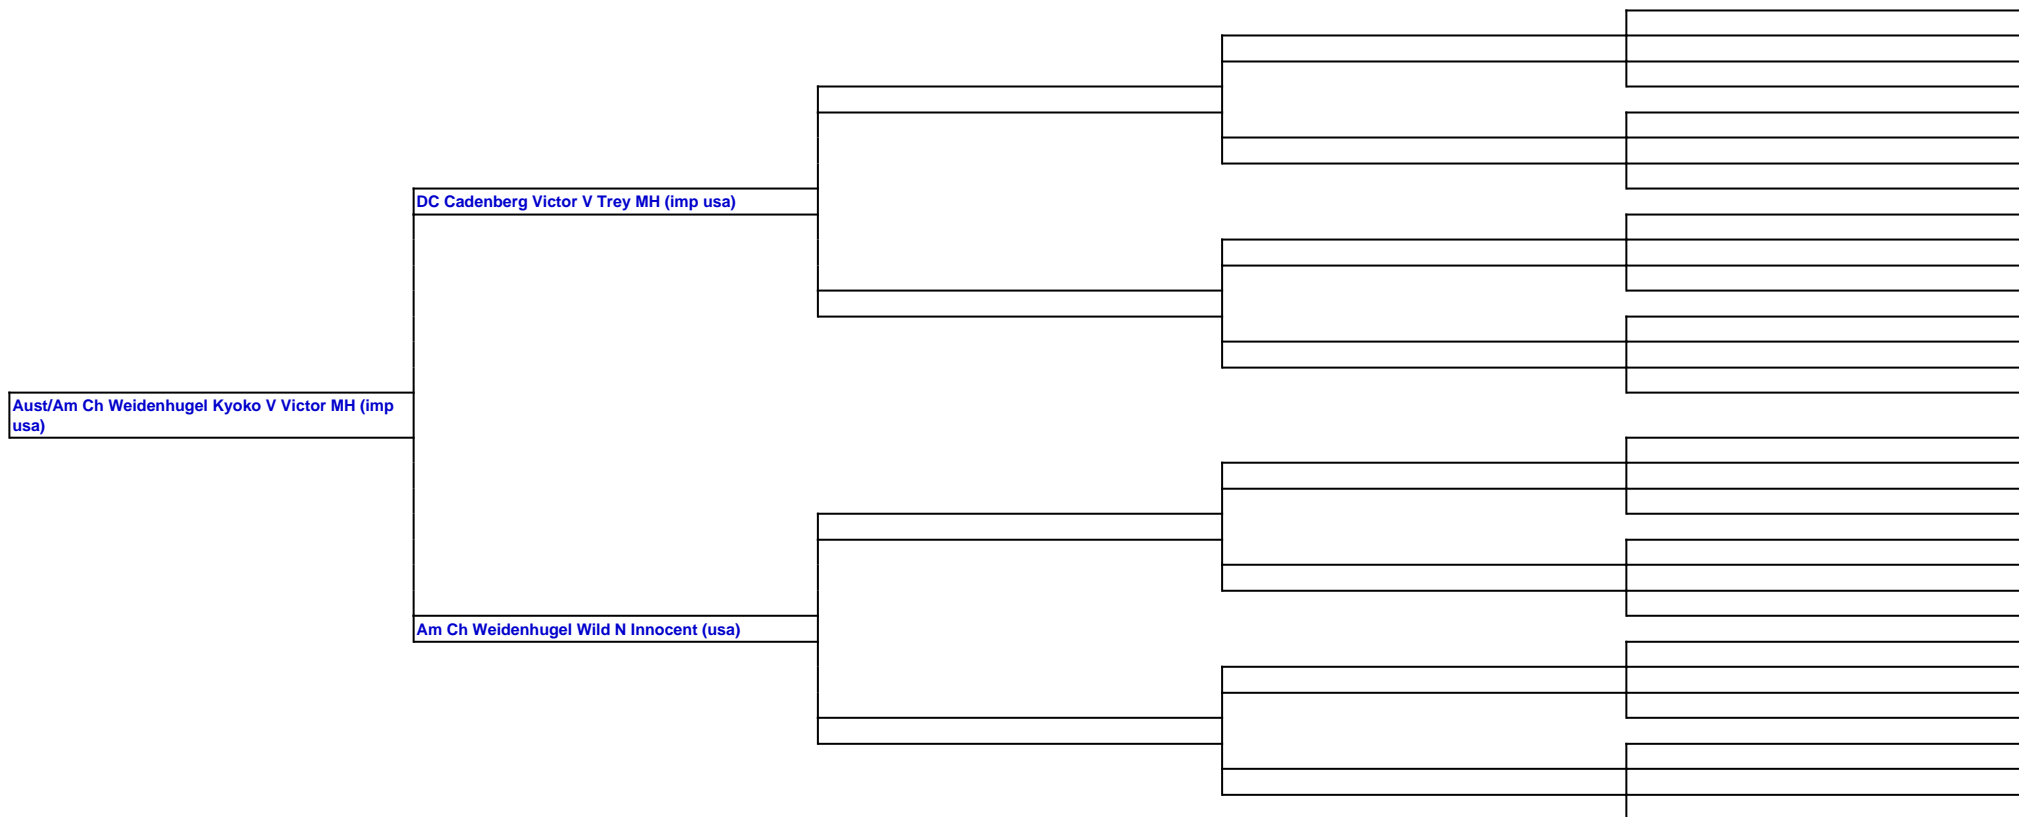 DC Cadenberg Victor V Trey MH (imp usa)
Aust/Am Ch Weidenhugel Kyoko V Victor MH (imp
usa)
Am Ch Weidenhugel Wild N Innocent (usa)